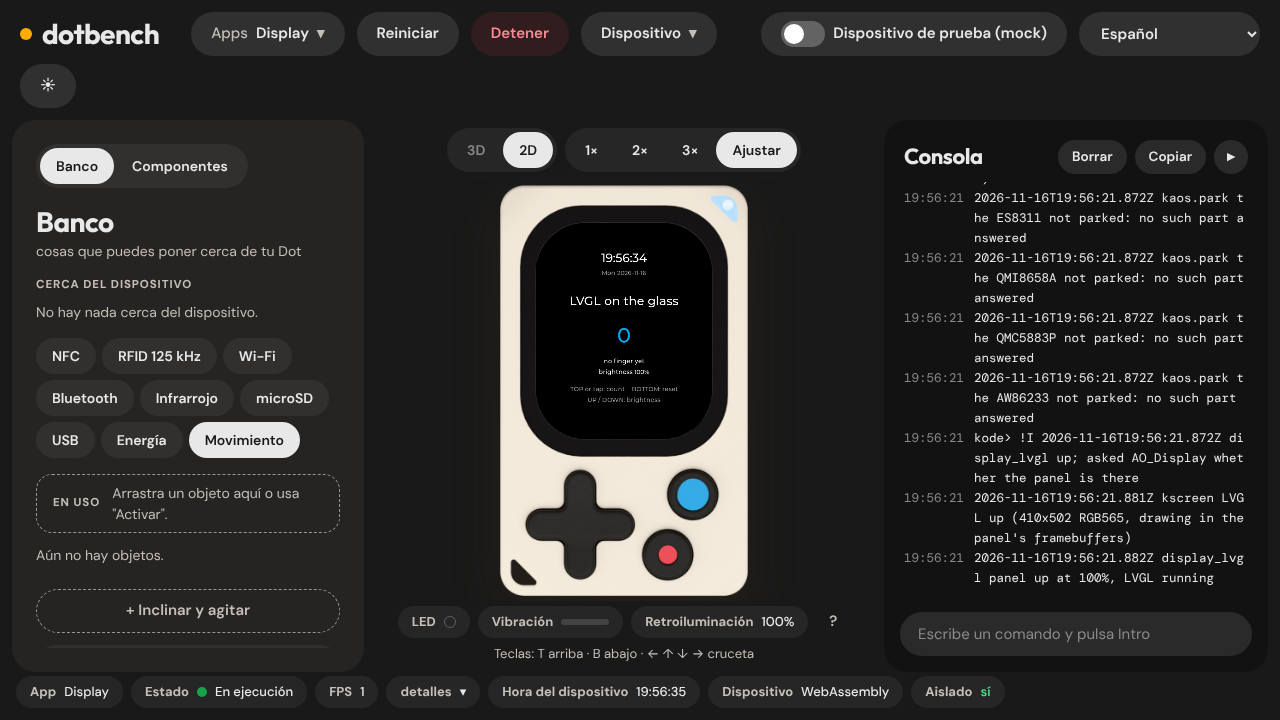 dotbench
Apps Display ▾
Reiniciar
Detener
Dispositivo ▾
Dispositivo de prueba (mock)
Español
Banco
Componentes
Banco
cosas que puedes poner cerca de tu Dot
CERCA DEL DISPOSITIVO
No hay nada cerca del dispositivo.
NFC
RFID 125 kHz
Wi-Fi
Bluetooth
Infrarrojo
microSD
USB
Energía
Movimiento
EN USO
Arrastra un objeto aquí o usa
"Activar".
Aún no hay objetos.
+ Inclinar y agitar
3D
2D
1×
2×
3×
Ajustar
19:56:34
Mon 2026-11-16
LVGL on the glass
0
no finger yet
brightness 100%
TOP or tap: count BOTTOM: reset
UP / DOWN: brightness
LED
Vibración
Retroiluminación 100%
?
Teclas: T arriba · B abajo · ← ↑ ↓ → cruceta
Consola
Borrar
Copiar
▶
19:56:21 2026-11-16T19:56:21.872Z kaos.park t
he ES8311 not parked: no such part a
nswered
19:56:21 2026-11-16T19:56:21.872Z kaos.park t
he QMI8658A not parked: no such part
answered
19:56:21 2026-11-16T19:56:21.872Z kaos.park t
he QMC5883P not parked: no such part
answered
19:56:21 2026-11-16T19:56:21.872Z kaos.park t
he AW86233 not parked: no such part
answered
19:56:21 kode> !I 2026-11-16T19:56:21.872Z di
splay_lvgl up; asked AO_Display whet
her the panel is there
19:56:21 2026-11-16T19:56:21.881Z kscreen LVG
L up (410x502 RGB565, drawing in the
panel's framebuffers)
19:56:21 2026-11-16T19:56:21.882Z display_lvg
l panel up at 100%, LVGL running
Escribe un comando y pulsa Intro
App Display
Estado En ejecución
FPS 1
detalles ▾
Hora del dispositivo 19:56:35
Dispositivo WebAssembly
Aislado sí